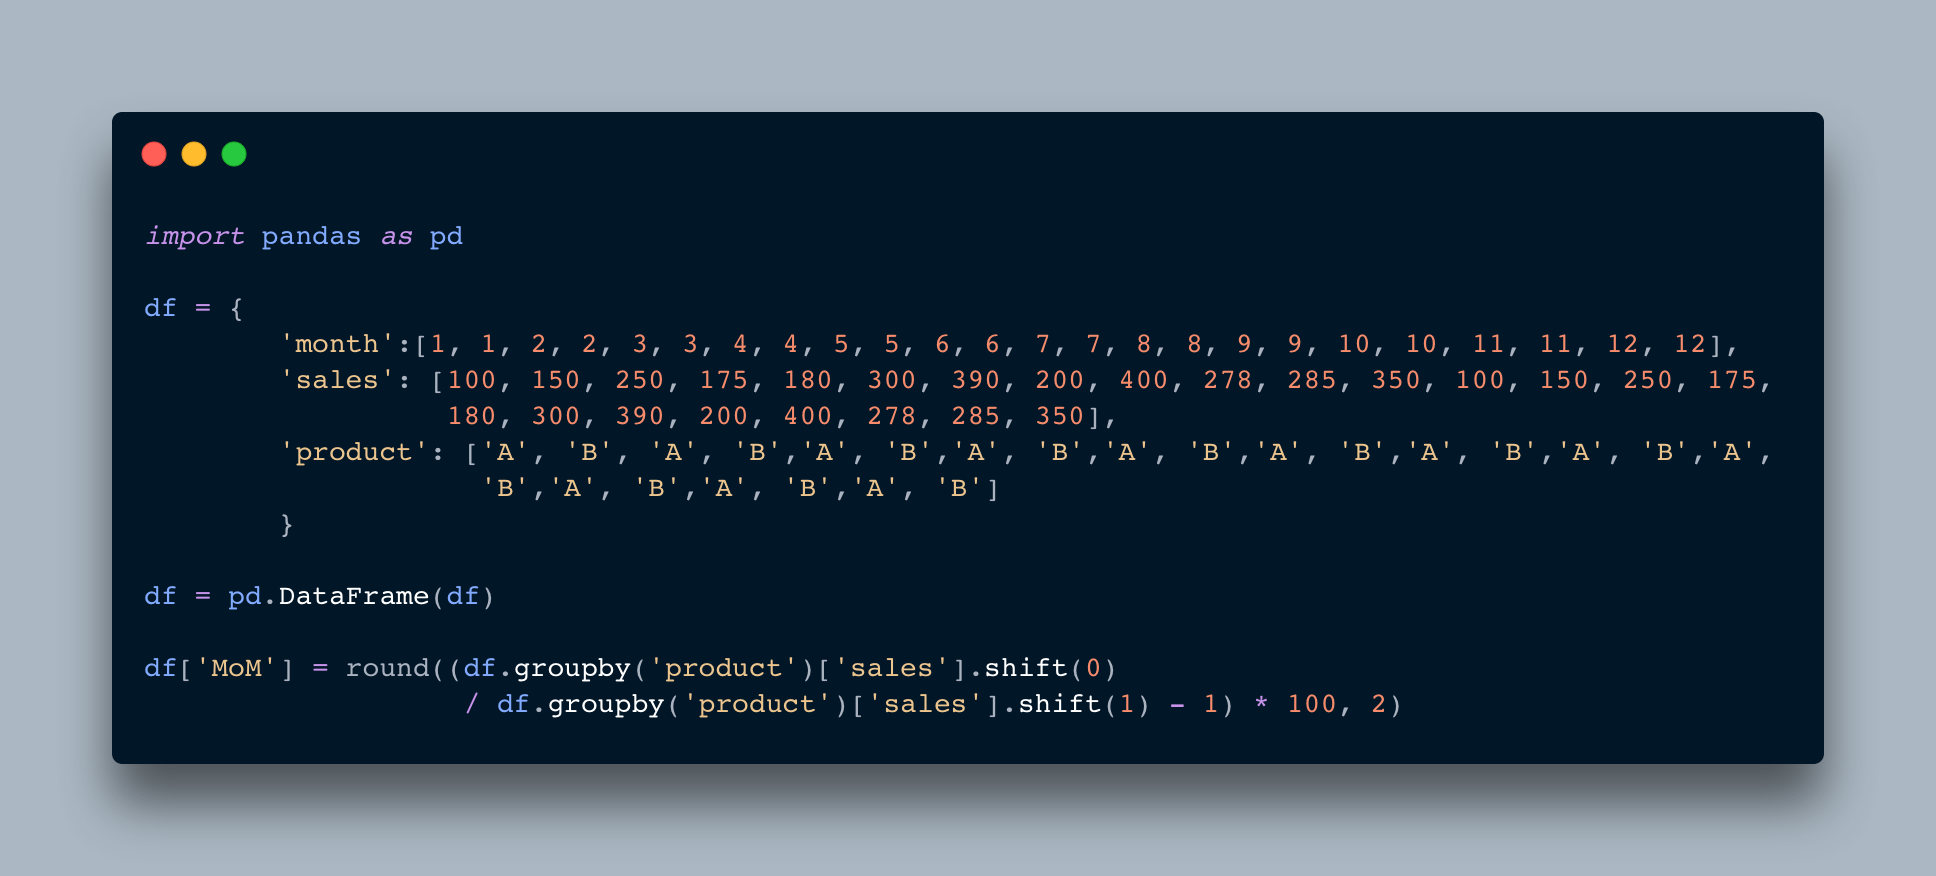 import pandas as pd
df = {
'month':[1, 1, 2, 2, 3, 3, 4, 4, 5, 5, 6, 6, 7, 7, 8, 8, 9, 9, 10, 10, 11, 11, 12, 12],
'sales': [100, 150, 250, 175, 180, 300, 390, 200, 400, 278, 285, 350, 100, 150, 250, 175,
180, 300, 390, 200, 400, 278, 285, 350],
'product': ['A', 'B', 'A', 'B','A', 'B','A', 'B','A', 'B','A', 'B','A', 'B','A', 'B','A',
'B','A', 'B','A', 'B','A', 'B']
}
df = pd.DataFrame(df)
df['MoM'] = round((df.groupby('product')['sales'].shift(0)
/ df.groupby('product')['sales'].shift(1) - 1) * 100, 2)